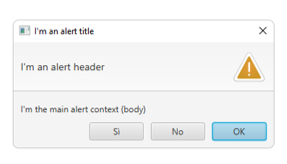 I'm an alert title
I'm an alert header
I'm the main alert context (body)
Sì
No
OK